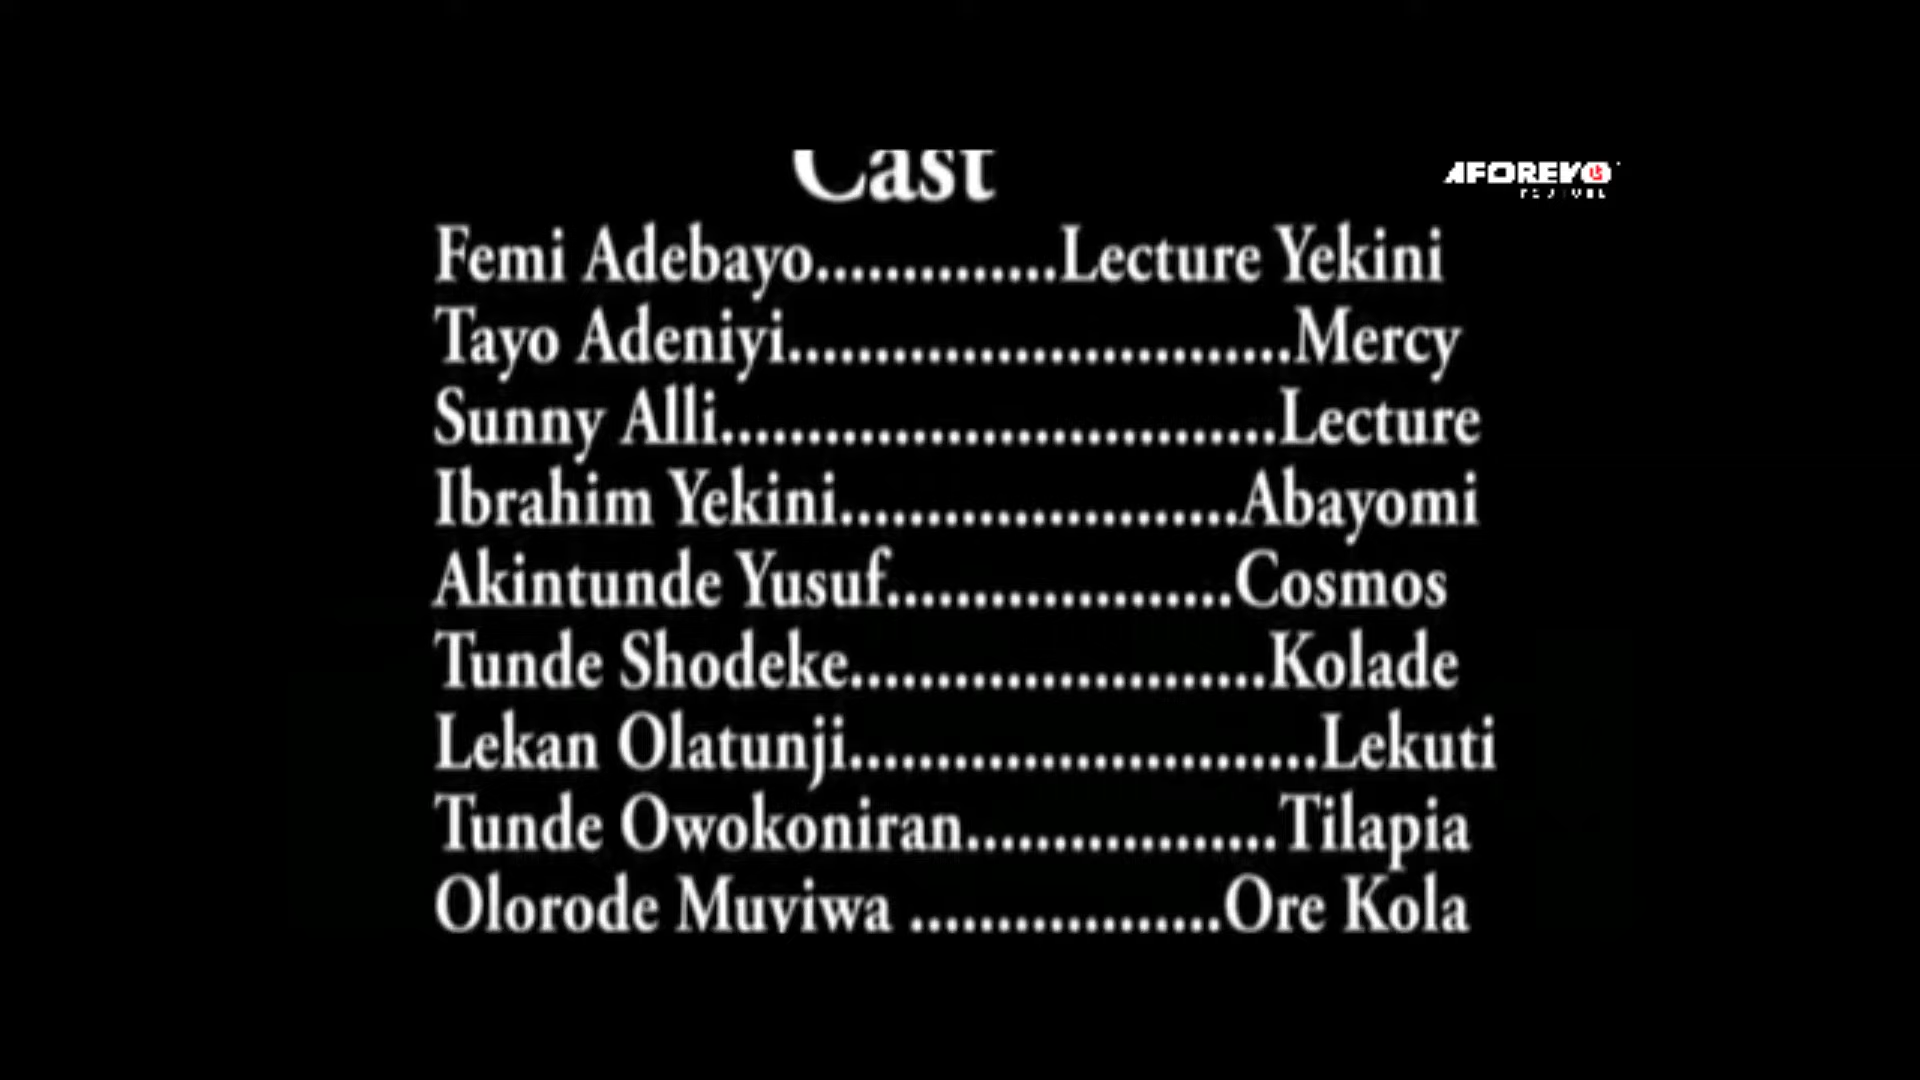 Cast
AFOREVO
Femi Adebayo..............Lecture Yekini
Tayo Adeniyi.............................Mercy
Sunny Alli................................Lecture
Ibrahim Yekini.......................Abayomi
Akintunde Yusuf....................Cosmos
Tunde Shodeke........................Kolade
Lekan Olatunji...........................Lekuti
Tunde Owokoniran..................Tilapia
Olorode Muyiwa ..................Ore Kola